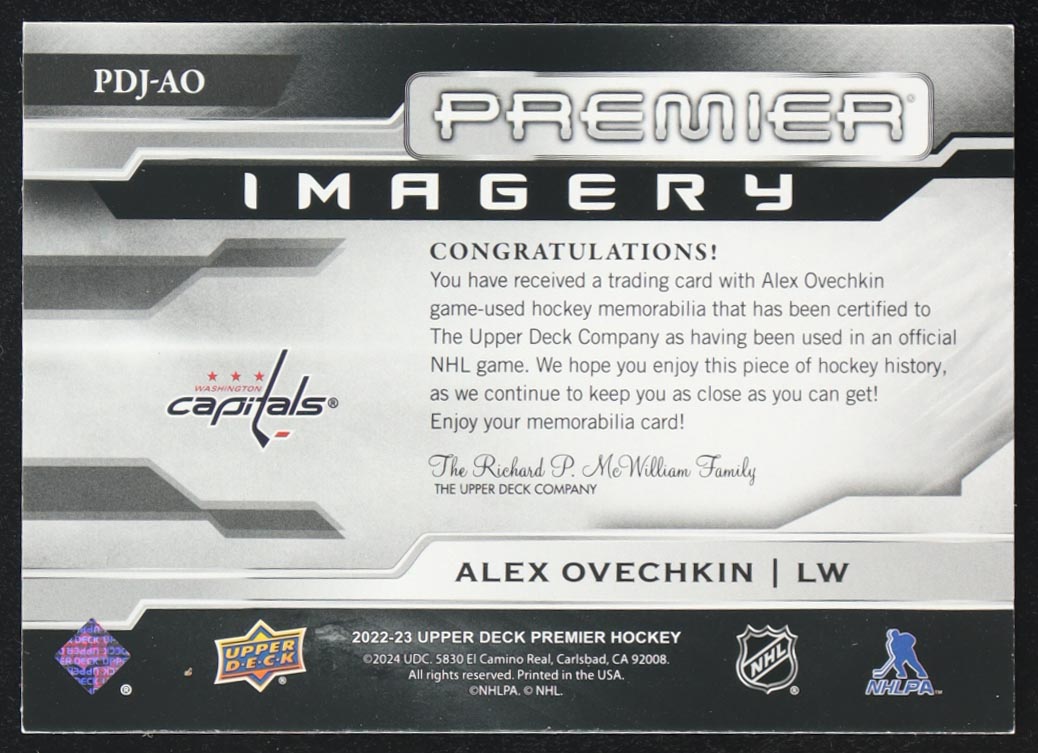 PDJ-AO
PREMIER®
IMAGERY
CONGRATULATIONS!
You have received a trading card with Alex Ovechkin
game-used hockey memorabilia that has been certified to
The Upper Deck Company as having been used in an official
NHL game. We hope you enjoy this piece of hockey history,
as we continue to keep you as close as you can get!
Enjoy your memorabilia card!
WASHINGTON
capitals®
The Richard P. McWilliam Family
THE UPPER DECK COMPANY
ALEX OVECHKIN | LW
UPPER
D·E·C·K
®
2022-23 UPPER DECK PREMIER HOCKEY
©2024 UDC. 5830 El Camino Real, Carlsbad, CA 92008.
All rights reserved. Printed in the USA.
©NHLPA. © NHL.
NHL
®
NHLPA™
®